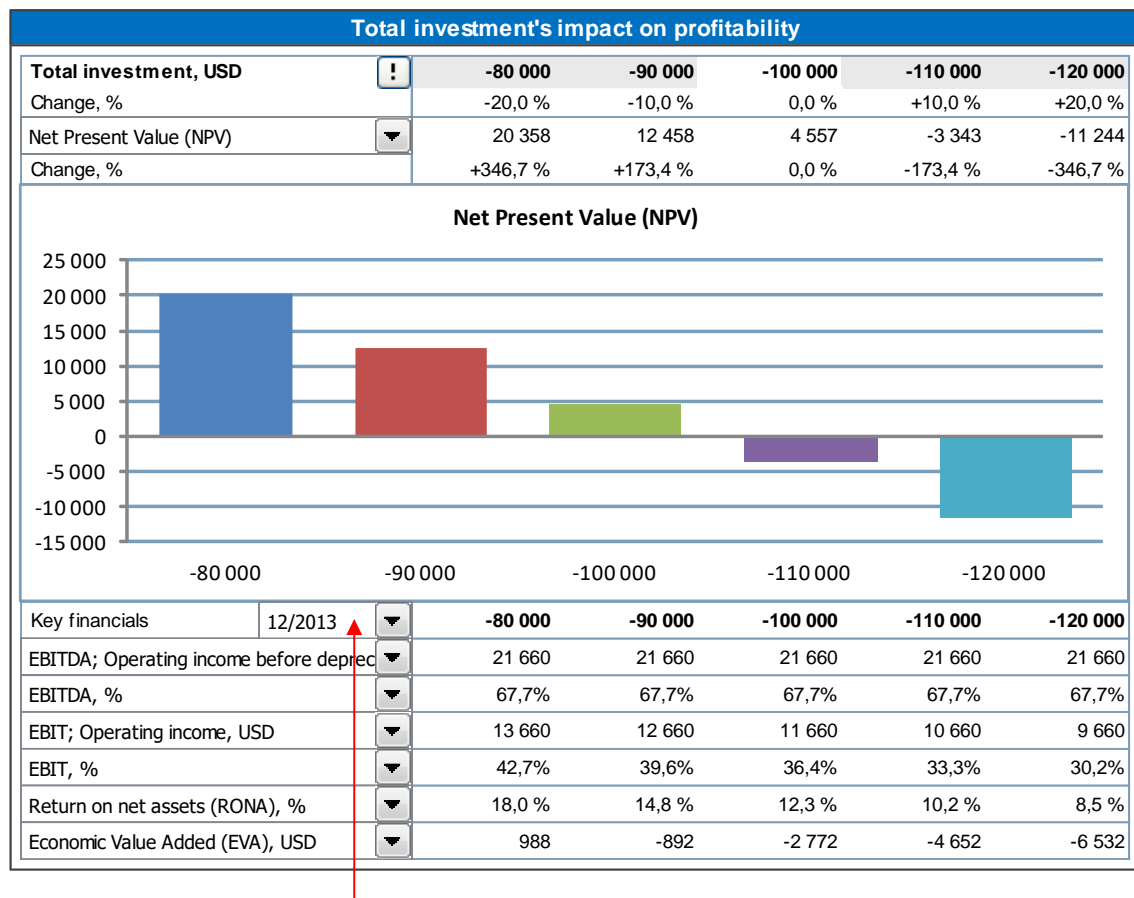 Total investment's impact on profitability
Total investment, USD ! -80 000 -90 000 -100 000 -110 000 -120 000
Change, % -20,0 % -10,0 % 0,0 % +10,0 % +20,0 %
Net Present Value (NPV) 20 358 12 458 4 557 -3 343 -11 244
Change, % +346,7 % +173,4 % 0,0 % -173,4 % -346,7 %
Net Present Value (NPV)
25 000
20 000
15 000
10 000
5 000
0
-5 000
-10 000
-15 000
-80 000 -90 000 -100 000 -110 000 -120 000
Key financials 12/2013 -80 000 -90 000 -100 000 -110 000 -120 000
EBITDA; Operating income before deprec 21 660 21 660 21 660 21 660 21 660
EBITDA, % 67,7% 67,7% 67,7% 67,7% 67,7%
EBIT; Operating income, USD 13 660 12 660 11 660 10 660 9 660
EBIT, % 42,7% 39,6% 36,4% 33,3% 30,2%
Return on net assets (RONA), % 18,0 % 14,8 % 12,3 % 10,2 % 8,5 %
Economic Value Added (EVA), USD 988 -892 -2 772 -4 652 -6 532